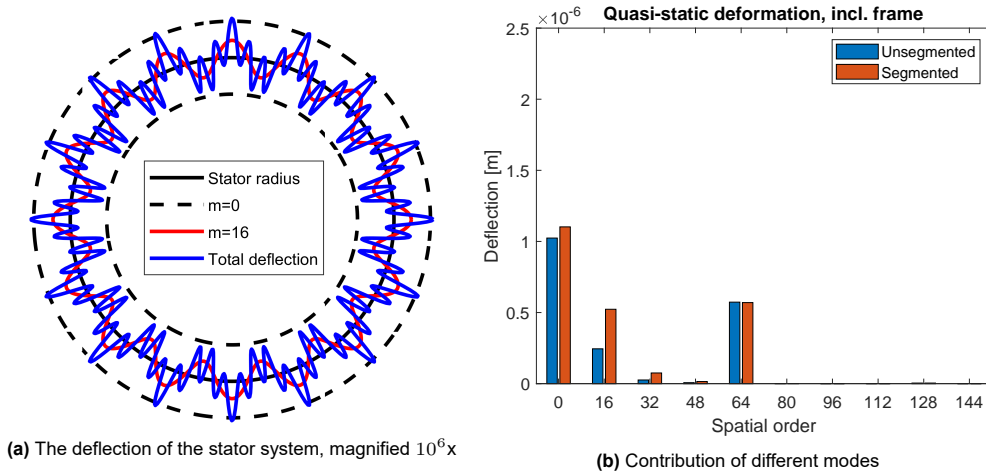 Stator radius
m=0
m=16
Total deflection
(a) The deflection of the stator system, magnified 10⁶x
Quasi-static deformation, incl. frame
×10⁻⁶
2.5
2
1.5
1
0.5
0
Deflection [m]
Unsegmented
Segmented
0 16 32 48 64 80 96 112 128 144
Spatial order
(b) Contribution of different modes